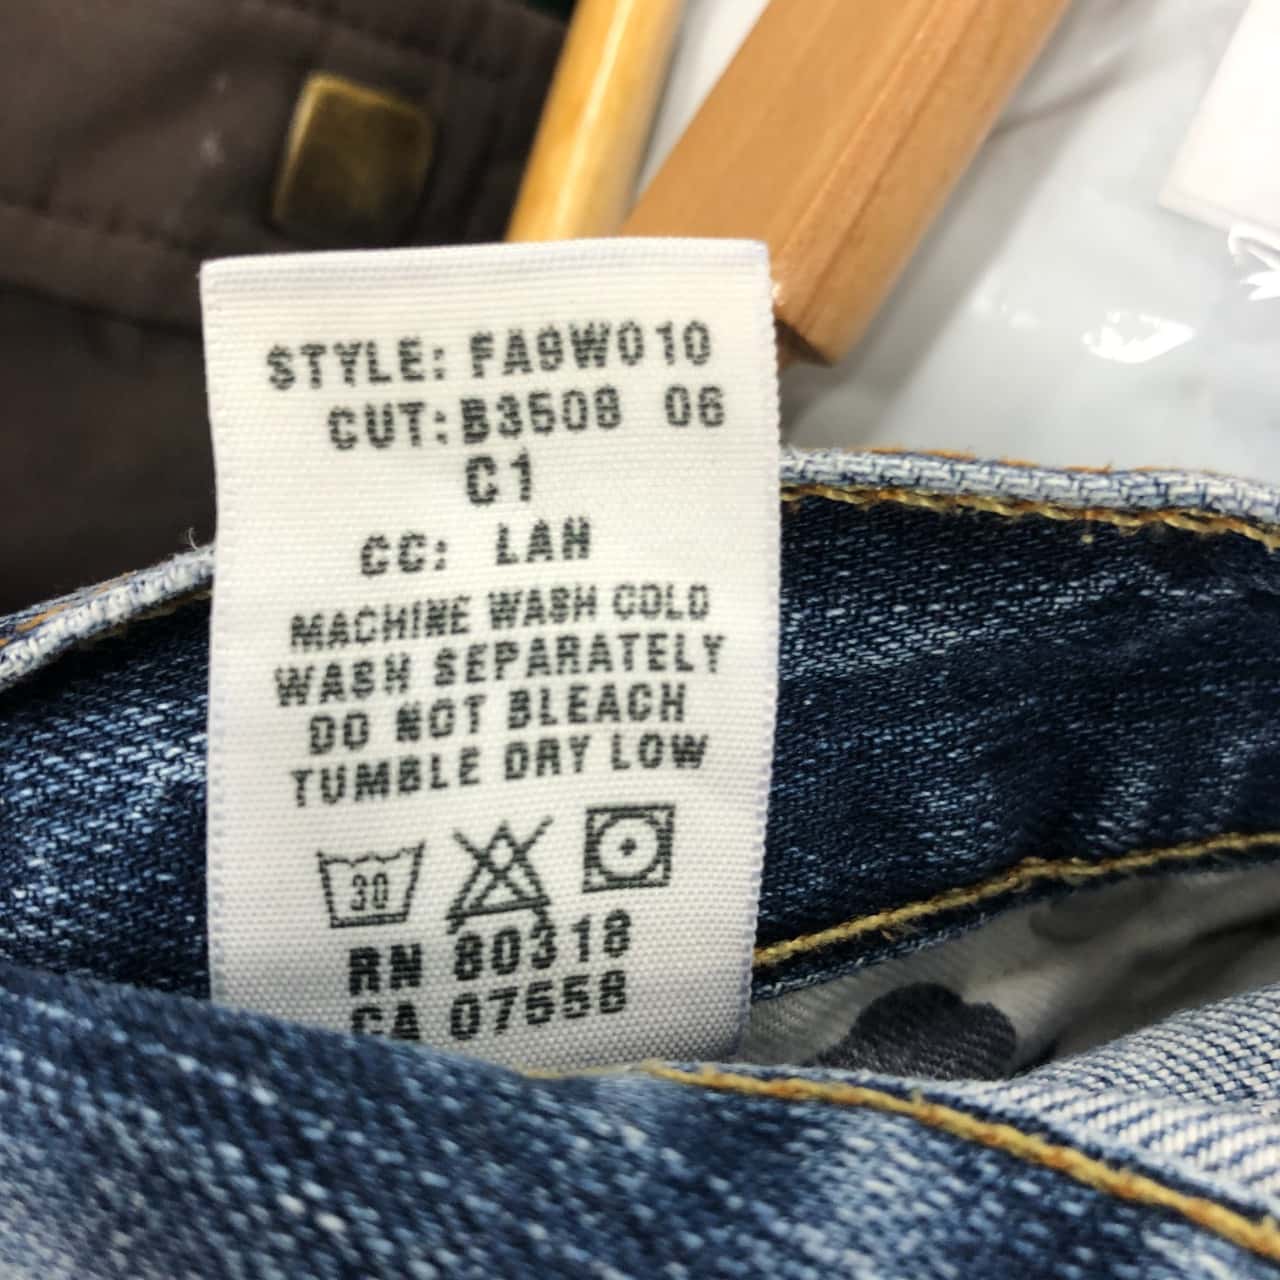 STYLE: FA9W010
CUT: B3508 06
C1
CC: LAH
MACHINE WASH COLD
WASH SEPARATELY
DO NOT BLEACH
TUMBLE DRY LOW
30
RN 80318
CA 07558